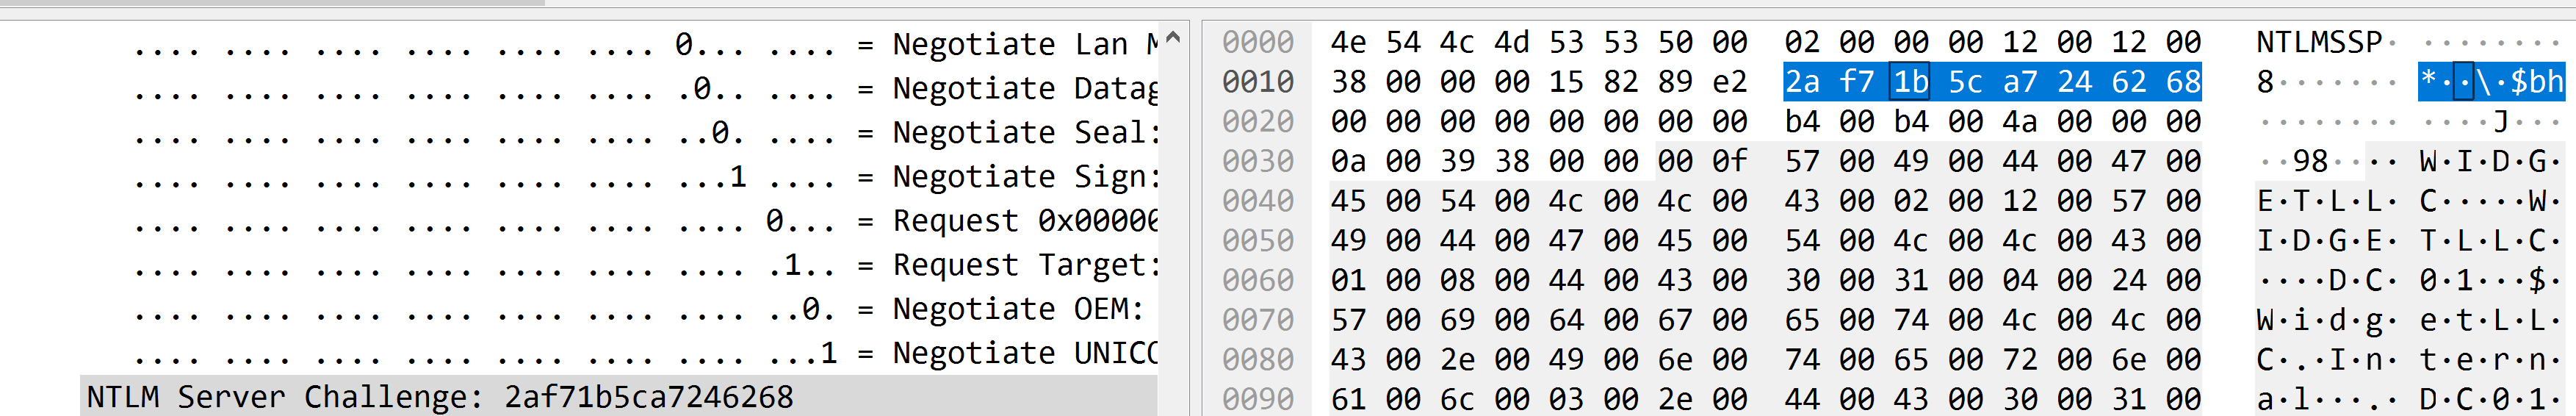 .... .... .... .... .... .... 0... .... = Negotiate Lan M
.... .... .... .... .... .... .0.. .... = Negotiate Datag
.... .... .... .... .... .... ..0. .... = Negotiate Seal:
.... .... .... .... .... .... ...1 .... = Negotiate Sign:
.... .... .... .... .... .... .... 0... = Request 0x00000
.... .... .... .... .... .... .... .1.. = Request Target:
.... .... .... .... .... .... .... ..0. = Negotiate OEM:
.... .... .... .... .... .... .... ...1 = Negotiate UNICO
NTLM Server Challenge: 2af71b5ca7246268
0000 4e 54 4c 4d 53 53 50 00 02 00 00 00 12 00 12 00 NTLMSSP· ········
0010 38 00 00 00 15 82 89 e2 2a f7 1b 5c a7 24 62 68 8······· *··\·$bh
0020 00 00 00 00 00 00 00 00 b4 00 b4 00 4a 00 00 00 ········ ····J···
0030 0a 00 39 38 00 00 00 0f 57 00 49 00 44 00 47 00 ··98···· W·I·D·G·
0040 45 00 54 00 4c 00 4c 00 43 00 02 00 12 00 57 00 E·T·L·L· C·····W·
0050 49 00 44 00 47 00 45 00 54 00 4c 00 4c 00 43 00 I·D·G·E· T·L·L·C·
0060 01 00 08 00 44 00 43 00 30 00 31 00 04 00 24 00 ····D·C· 0·1···$·
0070 57 00 69 00 64 00 67 00 65 00 74 00 4c 00 4c 00 W·i·d·g· e·t·L·L·
0080 43 00 2e 00 49 00 6e 00 74 00 65 00 72 00 6e 00 C·.·I·n· t·e·r·n·
0090 61 00 6c 00 03 00 2e 00 44 00 43 00 30 00 31 00 a·l···.· D·C·0·1·